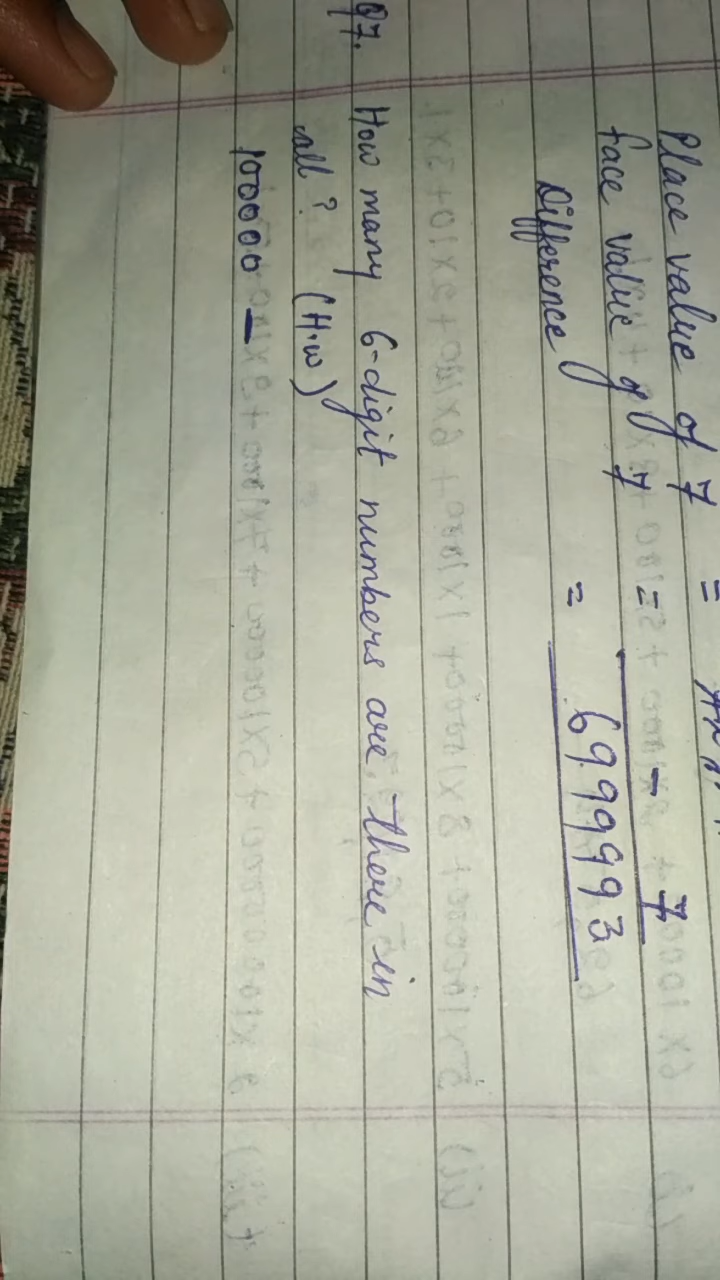 Place value of 7 =
face value of 7 = - 7
Difference = 6999993
Q7. How many 6-digit numbers are there in
all? (H.W)
100000 -